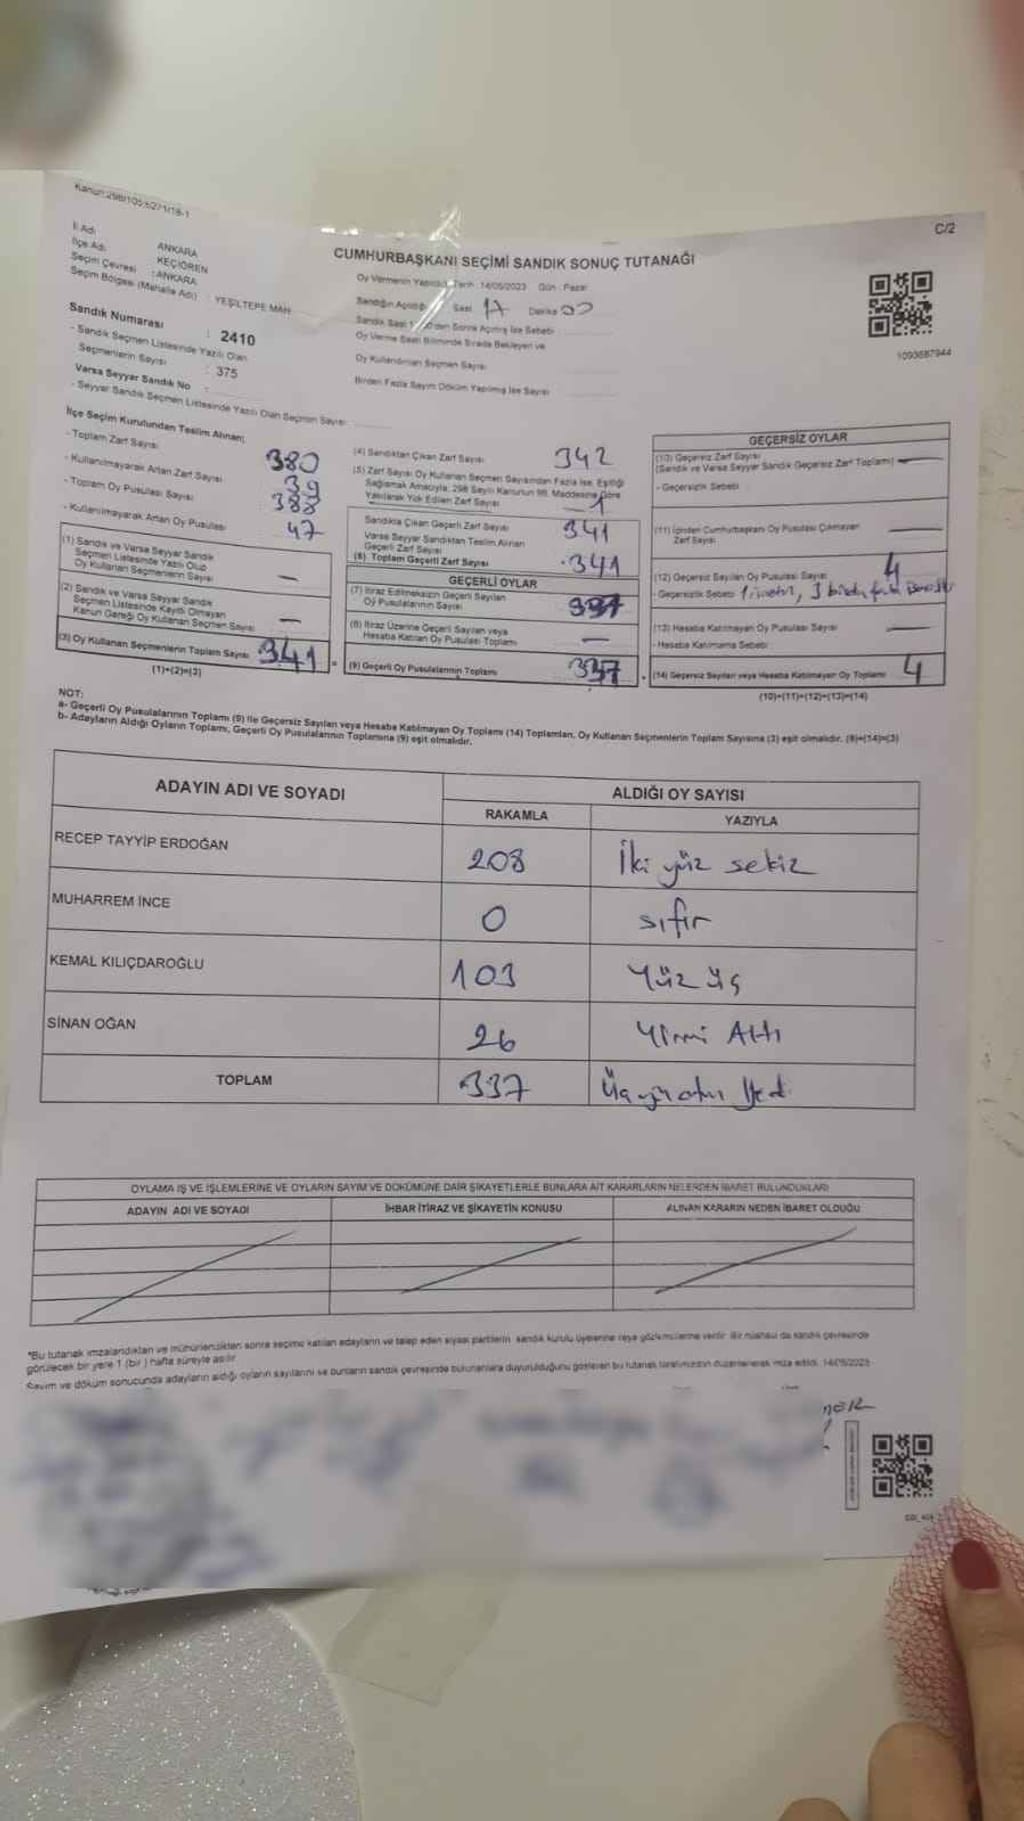 Kanun:298/105;6271/18-1
C/2
İl Adı ANKARA
İlçe Adı KEÇİÖREN
Seçim Çevresi :ANKARA
Seçim Bölgesi (Mahalle Adı) : YEŞİLTEPE MAH.
Sandık Numarası : 2410
- Sandık Seçmen Listesinde Yazılı Olan
Seçmenlerin Sayısı : 375
Varsa Seyyar Sandık No :
- Seyyar Sandık Seçmen Listesinde Yazılı Olan Seçmen Sayısı
CUMHURBAŞKANI SEÇİMİ SANDIK SONUÇ TUTANAĞI
Oy Vermenin Yapıldığı Tarih :14/05/2023 Gün : Pazar
Sandığın Açıldığı Saat 17 Dakika 00
Sandık Saat den Sonra Açılmış İse Sebebi
Oy Verme Saati Bitiminde Sırada Bekleyen ve
Oy Kullandırılan Seçmen Sayısı
Birden Fazla Sayım Döküm Yapılmış İse Sayısı
1093687944
İlçe Seçim Kurulundan Teslim Alınan;
- Toplam Zarf Sayısı 380
- Kullanılmayarak Artan Zarf Sayısı 39
- Toplam Oy Pusulası Sayısı 388
- Kullanılmayarak Artan Oy Pusulası 47
(1) Sandık ve Varsa Seyyar Sandık
Seçmen Listesinde Yazılı Olup
Oy Kullanan Seçmenlerin Sayısı —
(2) Sandık ve Varsa Seyyar Sandık
Seçmen Listesinde Kayıtlı Olmayan
Kanun Gereği Oy Kullanan Seçmen Sayısı —
(3) Oy Kullanan Seçmenlerin Toplam Sayısı 341
(1)+(2)=(3)
(4) Sandıktan Çıkan Zarf Sayısı 342
(5) Zarf Sayısı Oy Kullanan Seçmen Sayısından Fazla İse, Eşitliği
Sağlamak Amacıyla, 298 Sayılı Kanunun 98. Maddesine Göre
Yakılarak Yok Edilen Zarf Sayısı 1
Sandıkta Çıkan Geçerli Zarf Sayısı 341
Varsa Seyyar Sandıktan Teslim Alınan
Geçerli Zarf Sayısı
(6) Toplam Geçerli Zarf Sayısı 341
GEÇERLİ OYLAR
(7) İtiraz Edilmeksizin Geçerli Sayılan
Oy Pusulalarının Sayısı 337
(8) İtiraz Üzerine Geçerli Sayılan veya
Hesaba Katılan Oy Pusulası Toplamı —
(9) Geçerli Oy Pusulalarının Toplamı 337
GEÇERSİZ OYLAR
(10) Geçersiz Zarf Sayısı
(Sandık ve Varsa Seyyar Sandık Geçersiz Zarf Toplamı) —
- Geçersizlik Sebebi
(11) İçinden Cumhurbaşkanı Oy Pusulası Çıkmayan
Zarf Sayısı —
(12) Geçersiz Sayılan Oy Pusulası Sayısı 4
- Geçersizlik Sebebi
(13) Hesaba Katılmayan Oy Pusulası Sayısı —
- Hesaba Katılmama Sebebi
(14) Geçersiz Sayılan veya Hesaba Katılmayan Oy Toplamı 4
(10)+(11)+(12)+(13)=(14)
NOT:
a- Geçerli Oy Pusulalarının Toplamı (9) ile Geçersiz Sayılan veya Hesaba Katılmayan Oy Toplamı (14) Toplamları, Oy Kullanan Seçmenlerin Toplam Sayısına (3) eşit olmalıdır. (9)+(14)=(3)
b- Adayların Aldığı Oyların Toplamı, Geçerli Oy Pusulalarının Toplamına (9) eşit olmalıdır.
ADAYIN ADI VE SOYADI
ALDIĞI OY SAYISI
RAKAMLA YAZIYLA
RECEP TAYYİP ERDOĞAN 208 İki yüz sekiz
MUHARREM İNCE 0 sıfır
KEMAL KILIÇDAROĞLU 103 Yüz üç
SİNAN OĞAN 26 Yirmi Altı
TOPLAM 337 Üç yüz otuz Yedi
OYLAMA İŞ VE İŞLEMLERİNE VE OYLARIN SAYIM VE DÖKÜMÜNE DAİR ŞİKAYETLERLE BUNLARA AİT KARARLARIN NELERDEN İBARET BULUNDUKLARI
ADAYIN ADI VE SOYADI İHBAR İTİRAZ VE ŞİKAYETİN KONUSU ALINAN KARARIN NEDEN İBARET OLDUĞU
*Bu tutanak imzalandıktan ve mühürlendikten sonra seçime katılan adayların ve talep eden siyasi partilerin sandık kurulu üyelerine veya gözlemcilerine verilir. Bir nüshası da sandık çevresinde
görülecek bir yere 1 (bir) hafta süreyle asılır.
Sayım ve döküm sonucunda adayların aldığı oyların sayılarını ve bunların sandık çevresinde bulunanlara duyurulduğunu gösteren bu tutanak tarafımızdan düzenlenerek imza edildi. 14/05/2023